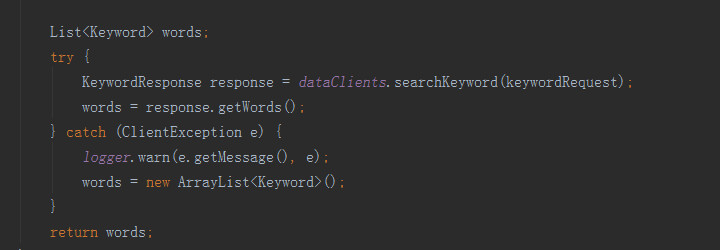 List<Keyword> words;
try {
KeywordResponse response = dataClients.searchKeyword(keywordRequest);
words = response.getWords();
} catch (ClientException e) {
logger.warn(e.getMessage(), e);
words = new ArrayList<Keyword>();
}
return words;